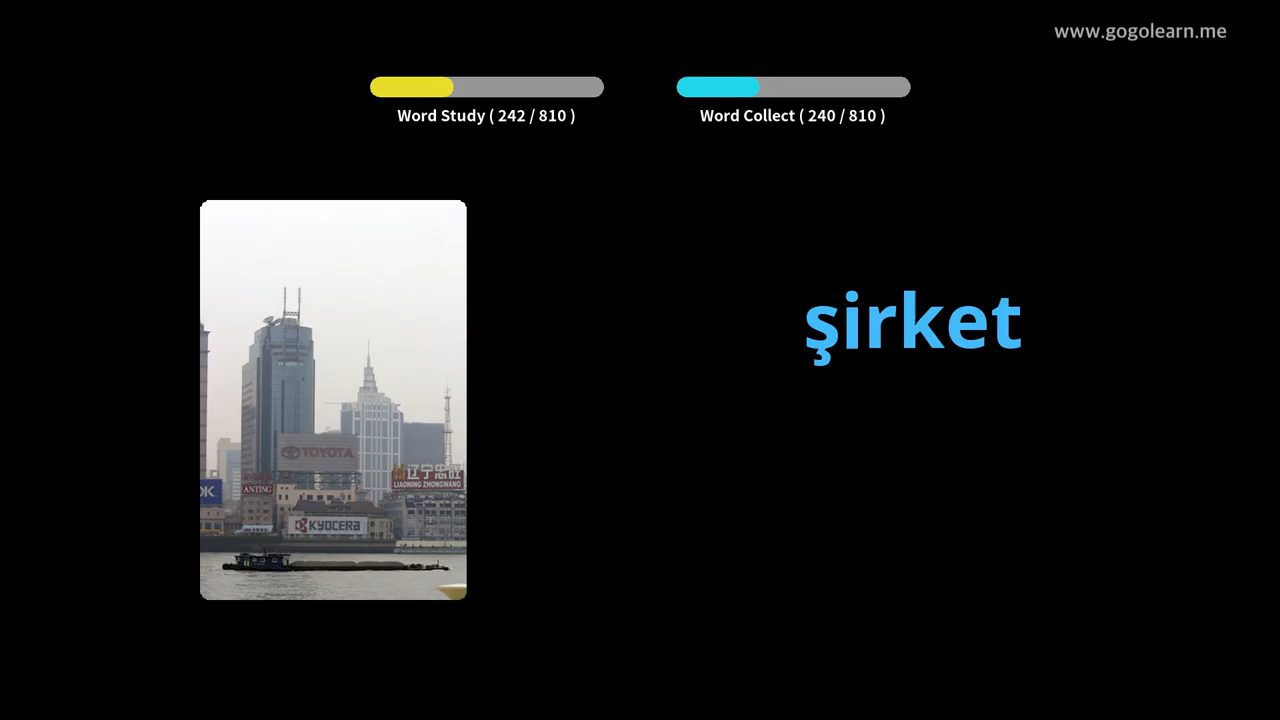 www.gogolearn.me
Word Study ( 242 / 810 )
Word Collect ( 240 / 810 )
şirket
TOYOTA
辽宁忠旺
LIAONING ZHONGWANG
ANTING
KYOCERA